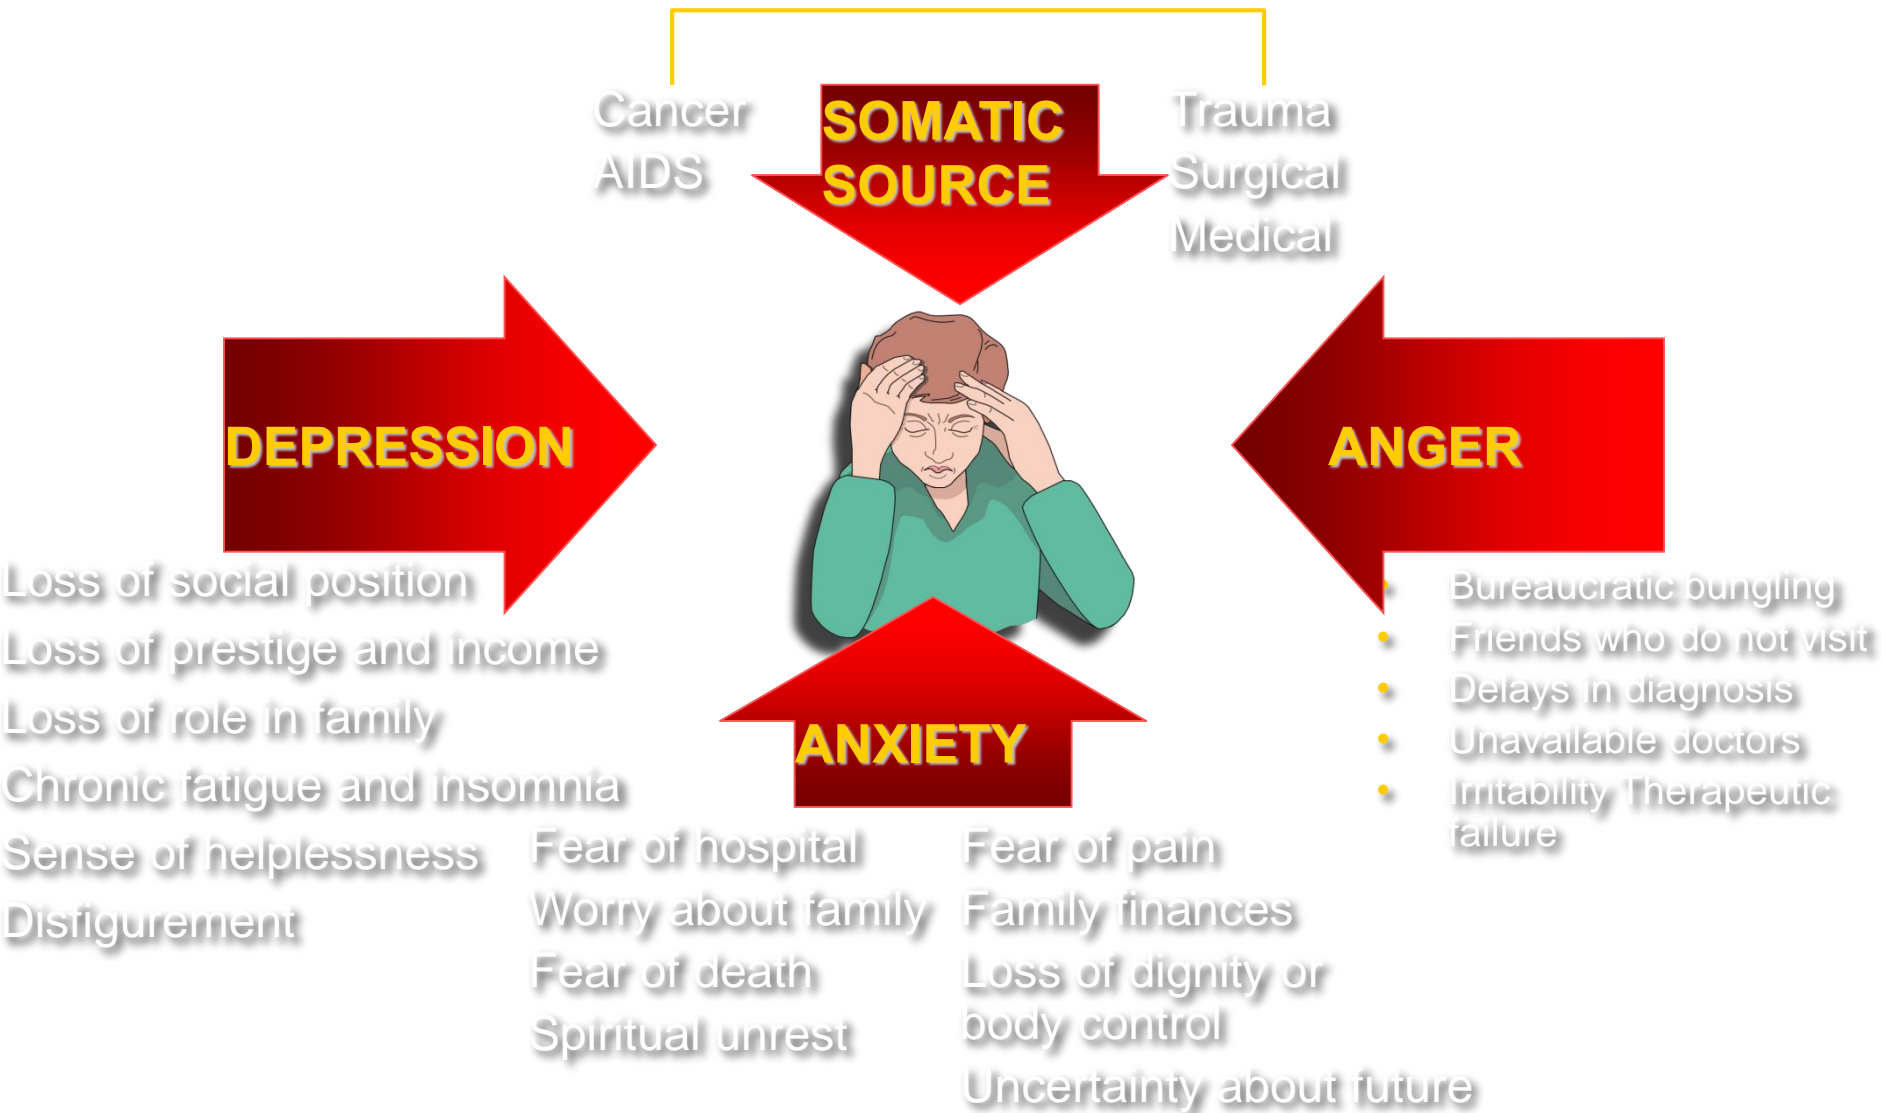 Cancer
AIDS
SOMATIC
SOURCE
Trauma
Surgical
Medical
DEPRESSION
ANGER
Loss of social position
Loss of prestige and income
Loss of role in family
Chronic fatigue and insomnia
Sense of helplessness
Disfigurement
• Bureaucratic bungling
• Friends who do not visit
• Delays in diagnosis
• Unavailable doctors
• Irritability Therapeutic
failure
ANXIETY
Fear of hospital
Worry about family
Fear of death
Spiritual unrest
Fear of pain
Family finances
Loss of dignity or
body control
Uncertainty about future